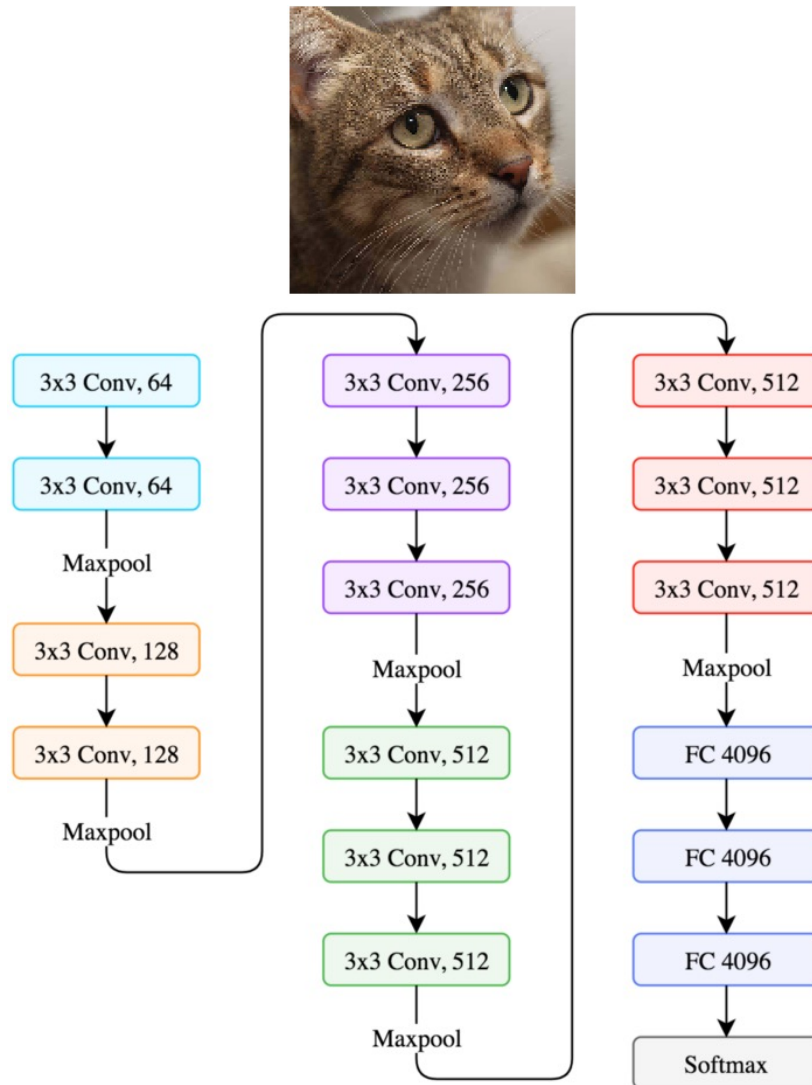 3x3 Conv, 64
3x3 Conv, 64
Maxpool
3x3 Conv, 128
3x3 Conv, 128
Maxpool
3x3 Conv, 256
3x3 Conv, 256
3x3 Conv, 256
Maxpool
3x3 Conv, 512
3x3 Conv, 512
3x3 Conv, 512
Maxpool
3x3 Conv, 512
3x3 Conv, 512
3x3 Conv, 512
Maxpool
FC 4096
FC 4096
FC 4096
Softmax